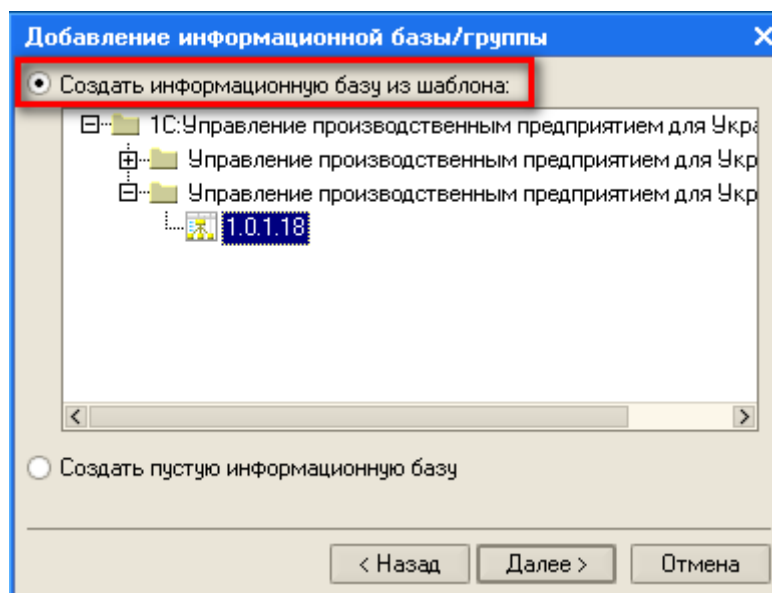 Добавление информационной базы/группы
Создать информационную базу из шаблона:
1С:Управление производственным предприятием для Укра
Управление производственным предприятием для Укр
Управление производственным предприятием для Укр
1.0.1.18
Создать пустую информационную базу
< Назад Далее > Отмена